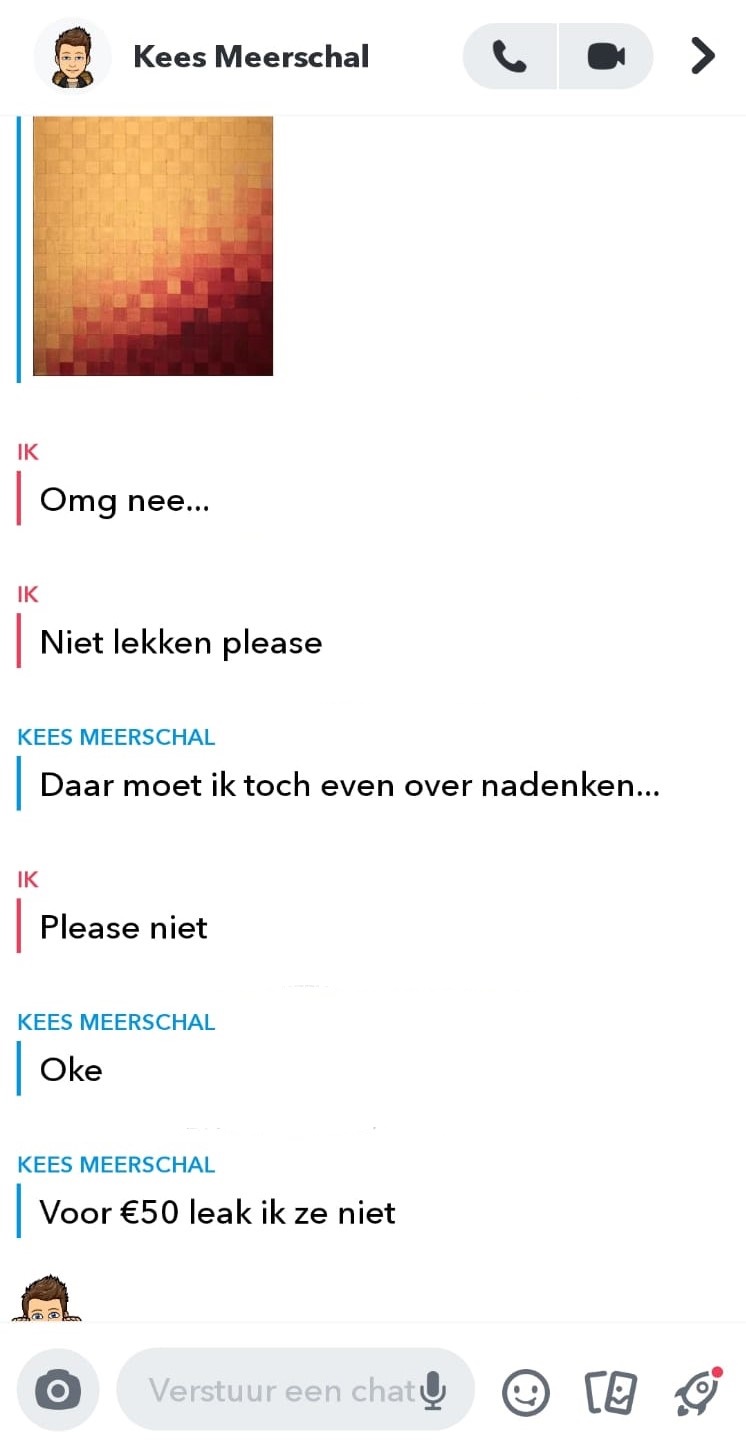 Kees Meerschal
IK
Omg nee...
IK
Niet lekken please
KEES MEERSCHAL
Daar moet ik toch even over nadenken...
IK
Please niet
KEES MEERSCHAL
Oke
KEES MEERSCHAL
Voor €50 leak ik ze niet
Verstuur een chat